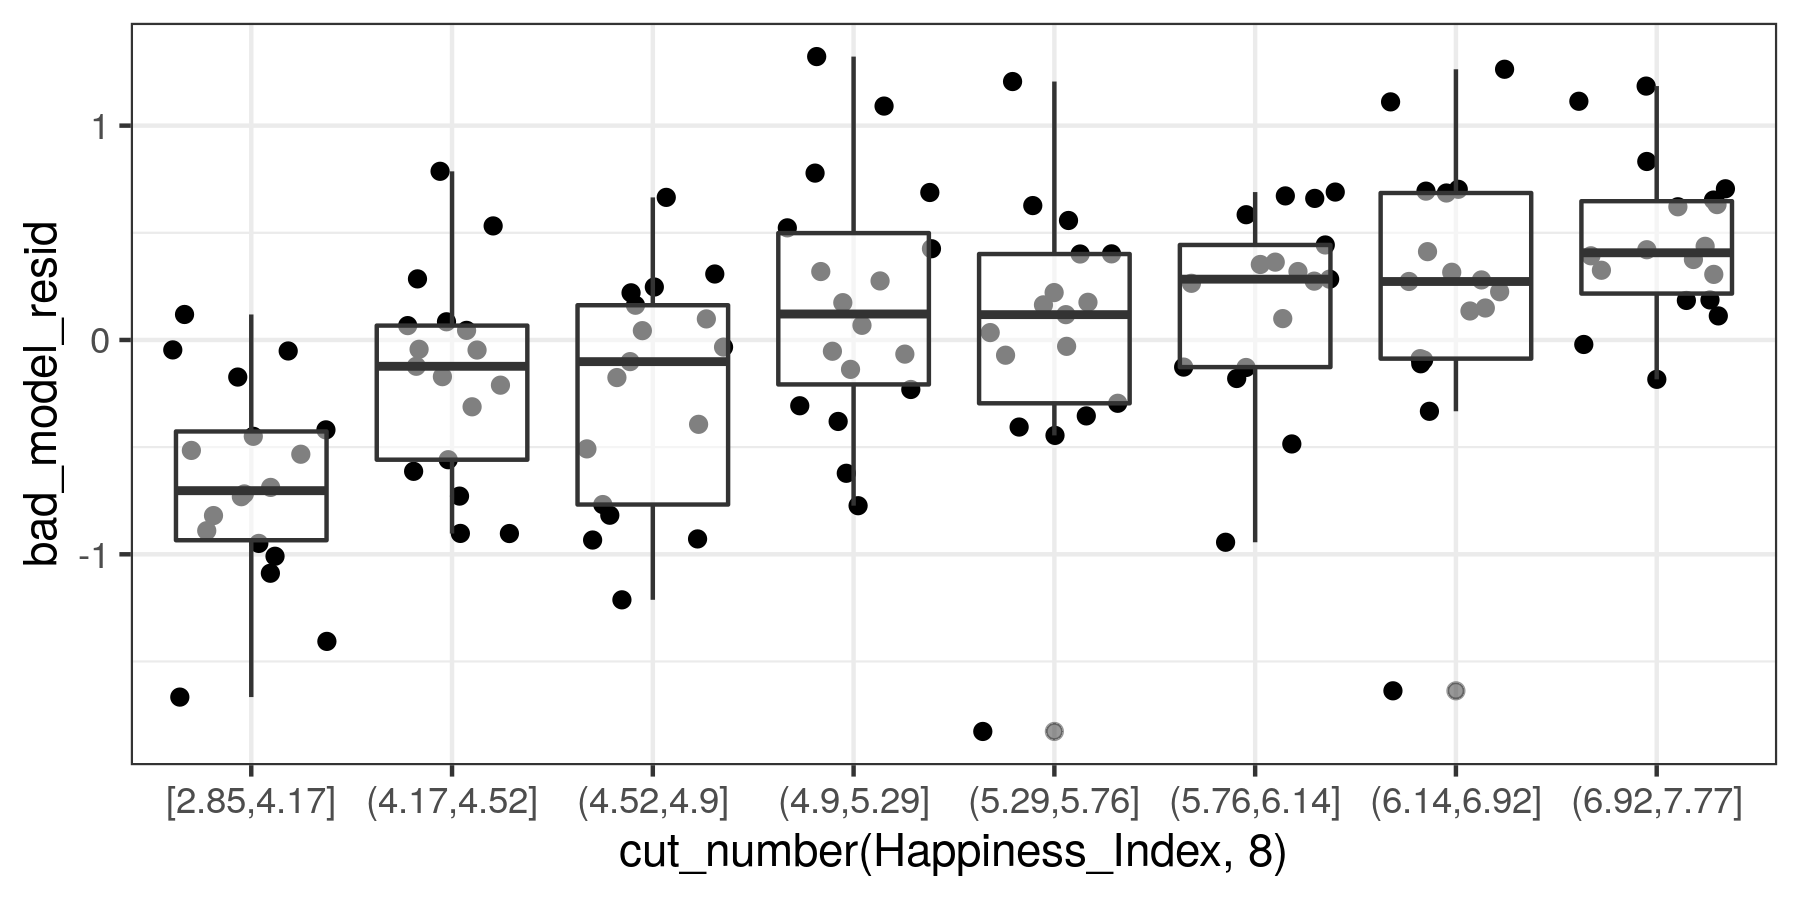 bad_model_resid
1
0
-1
[2.85,4.17] (4.17,4.52] (4.52,4.9] (4.9,5.29] (5.29,5.76] (5.76,6.14] (6.14,6.92] (6.92,7.77]
cut_number(Happiness_Index, 8)